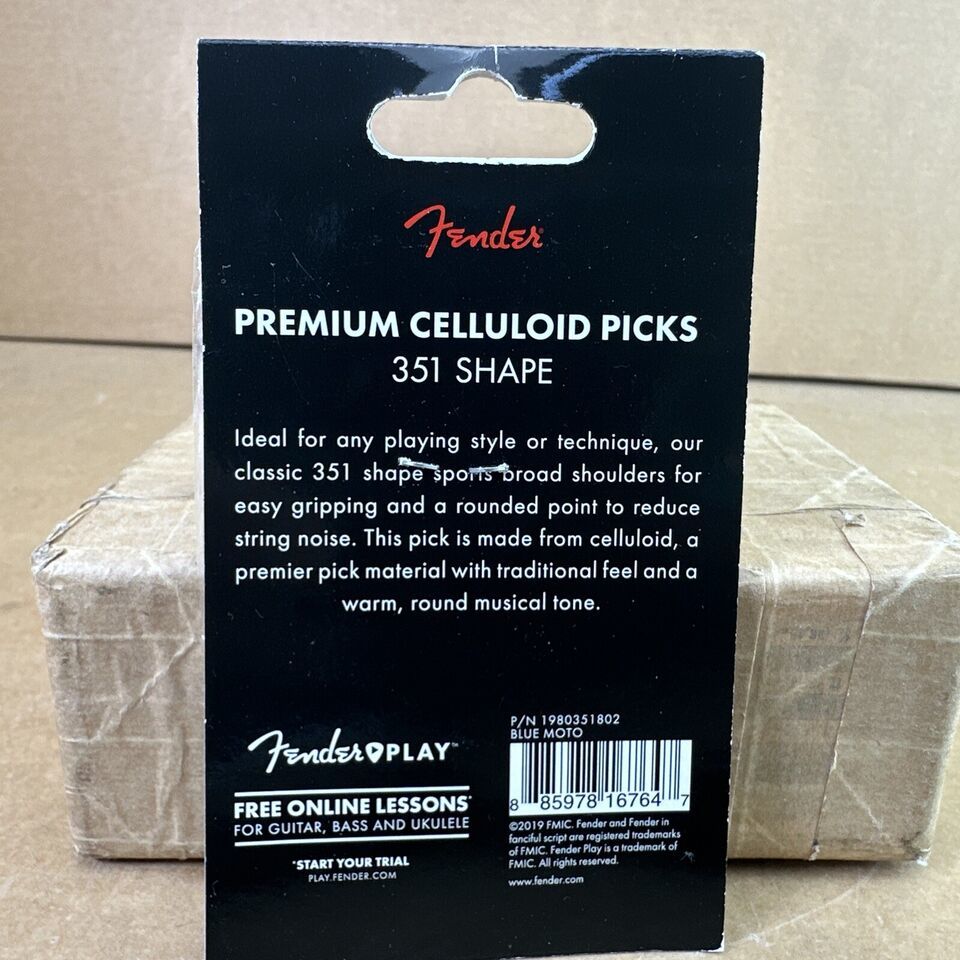 Fender
PREMIUM CELLULOID PICKS
351 SHAPE
Ideal for any playing style or technique, our
classic 351 shape sports broad shoulders for
easy gripping and a rounded point to reduce
string noise. This pick is made from celluloid, a
premier pick material with traditional feel and a
warm, round musical tone.
Fender PLAY™
FREE ONLINE LESSONS*
FOR GUITAR, BASS AND UKULELE
*START YOUR TRIAL
PLAY.FENDER.COM
P/N 1980351802
BLUE MOTO
8 85978 16764 7
©2019 FMIC. Fender and Fender in
fanciful script are registered trademarks
of FMIC. Fender Play is a trademark of
FMIC. All rights reserved.
www.fender.com